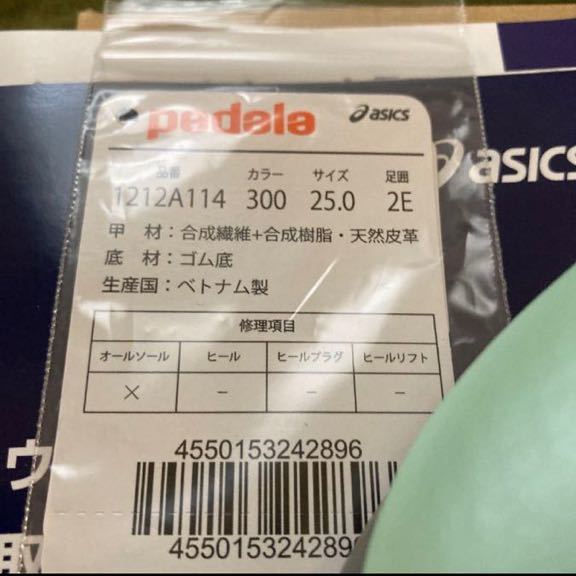 pedala asics
品番 カラー サイズ 足囲
1212A114 300 25.0 2E
甲 材：合成繊維+合成樹脂・天然皮革
底 材：ゴム底
生産国：ベトナム製
修理項目
オールソール ヒール ヒールプラグ ヒールリフト
× － － －
4550153242896
455015324289
asics